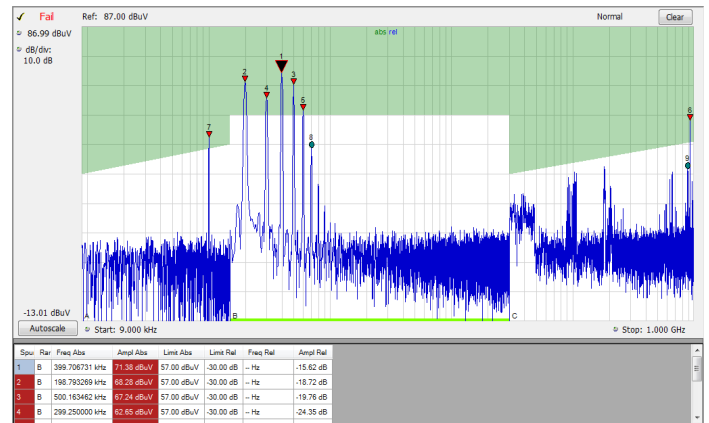 ✓ Fail Ref: 87.00 dBuV Normal Clear
86.99 dBuV abs rel
dB/div:
10.0 dB
1
2 3
4
5 6
7
8
9
-13.01 dBuV A B C
Autoscale Start: 9.000 kHz Stop: 1.000 GHz
Spu Rar Freq Abs Ampl Abs Limit Abs Limit Rel Freq Rel Ampl Rel
1 B 399.706731 kHz 71.38 dBuV 57.00 dBuV -30.00 dB -- Hz -15.62 dB
2 B 198.793269 kHz 68.28 dBuV 57.00 dBuV -30.00 dB -- Hz -18.72 dB
3 B 500.163462 kHz 67.24 dBuV 57.00 dBuV -30.00 dB -- Hz -19.76 dB
4 B 299.250000 kHz 62.65 dBuV 57.00 dBuV -30.00 dB -- Hz -24.35 dB